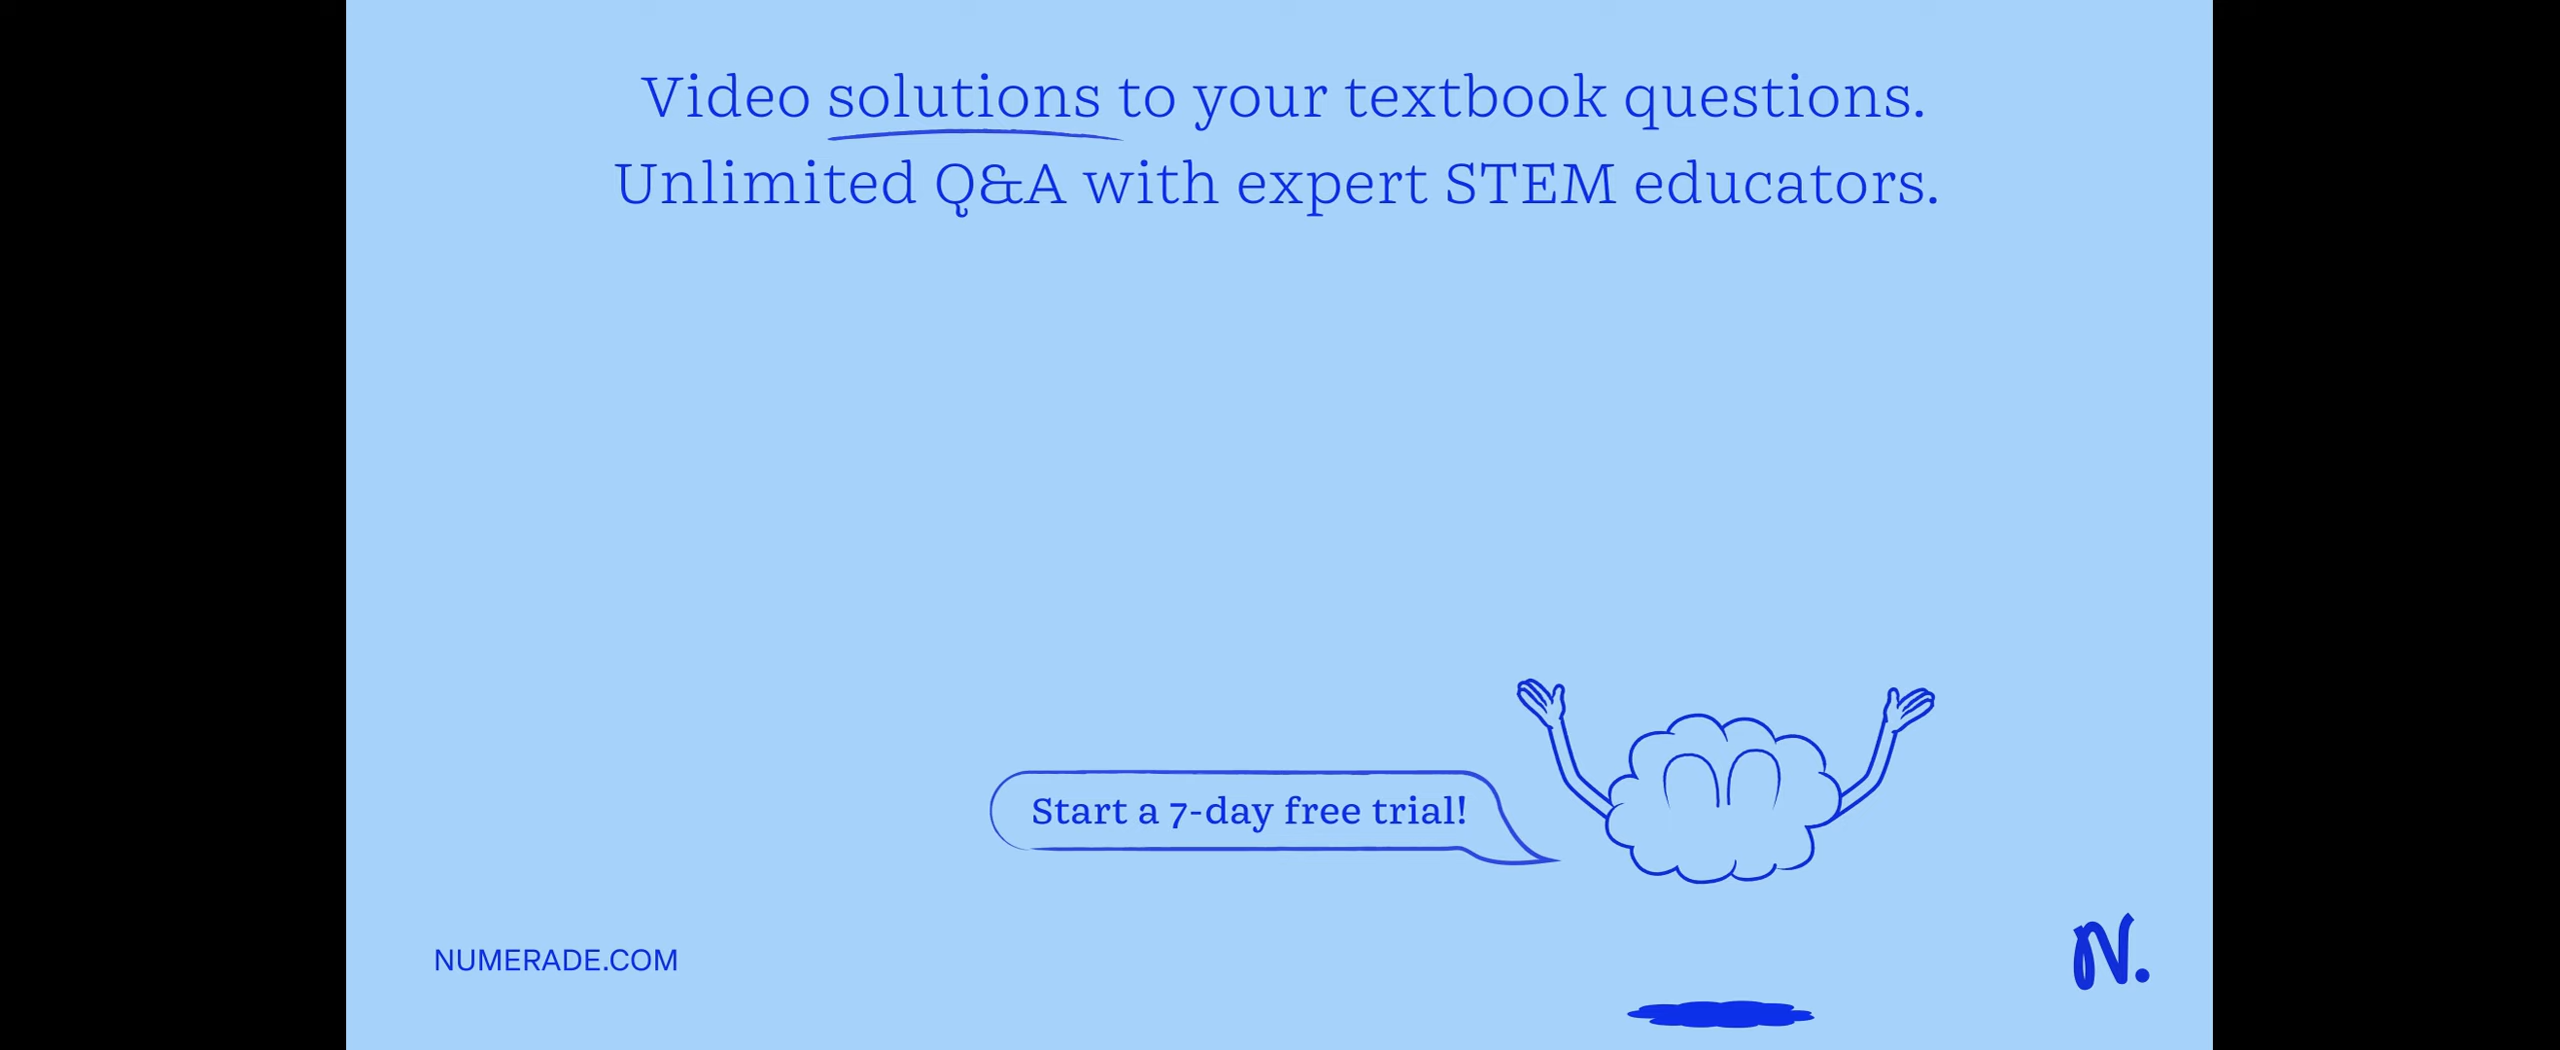 Video solutions to your textbook questions.
Unlimited Q&A with expert STEM educators.
Start a 7-day free trial!
NUMERADE.COM
N.